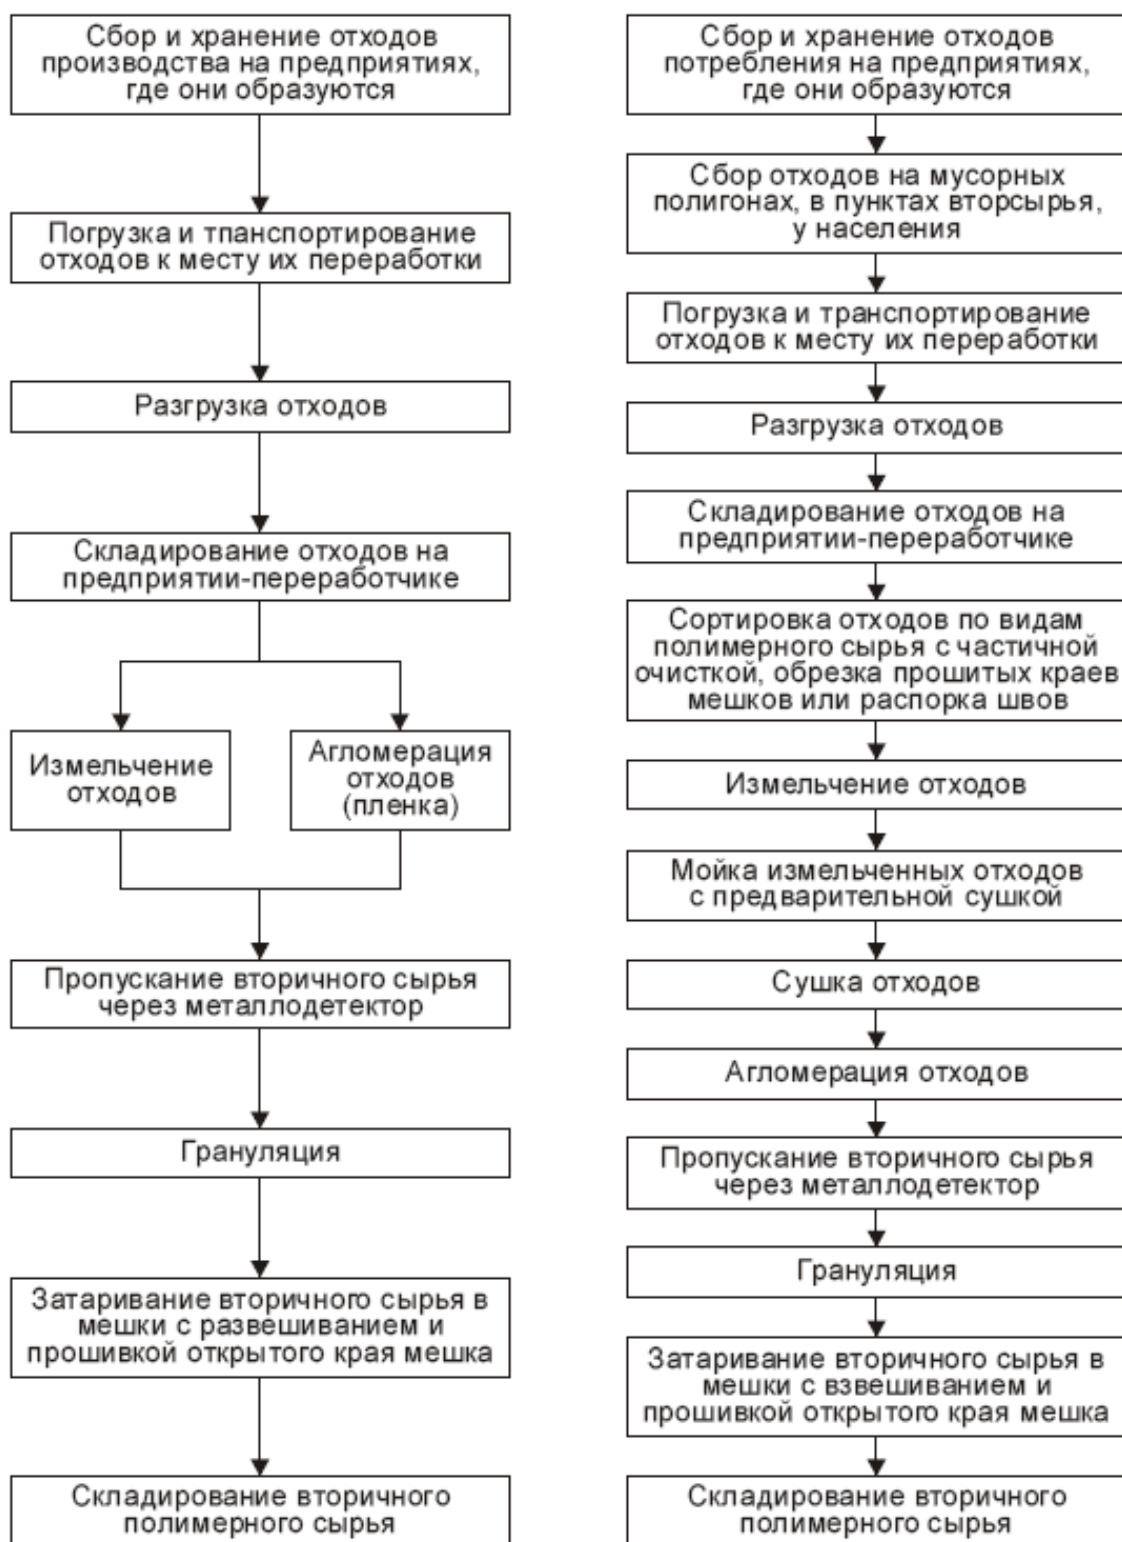 Сбор и хранение отходов
производства на предприятиях,
где они образуются
Погрузка и тпанспортирование
отходов к месту их переработки
Разгрузка отходов
Складирование отходов на
предприятии-переработчике
Измельчение
отходов
Агломерация
отходов
(пленка)
Пропускание вторичного сырья
через металлодетектор
Грануляция
Затаривание вторичного сырья в
мешки с развешиванием и
прошивкой открытого края мешка
Складирование вторичного
полимерного сырья
Сбор и хранение отходов
потребления на предприятиях,
где они образуются
Сбор отходов на мусорных
полигонах, в пунктах вторсырья,
у населения
Погрузка и транспортирование
отходов к месту их переработки
Разгрузка отходов
Складирование отходов на
предприятии-переработчике
Сортировка отходов по видам
полимерного сырья с частичной
очисткой, обрезка прошитых краев
мешков или распорка швов
Измельчение отходов
Мойка измельченных отходов
с предварительной сушкой
Сушка отходов
Агломерация отходов
Пропускание вторичного сырья
через металлодетектор
Грануляция
Затаривание вторичного сырья в
мешки с взвешиванием и
прошивкой открытого края мешка
Складирование вторичного
полимерного сырья